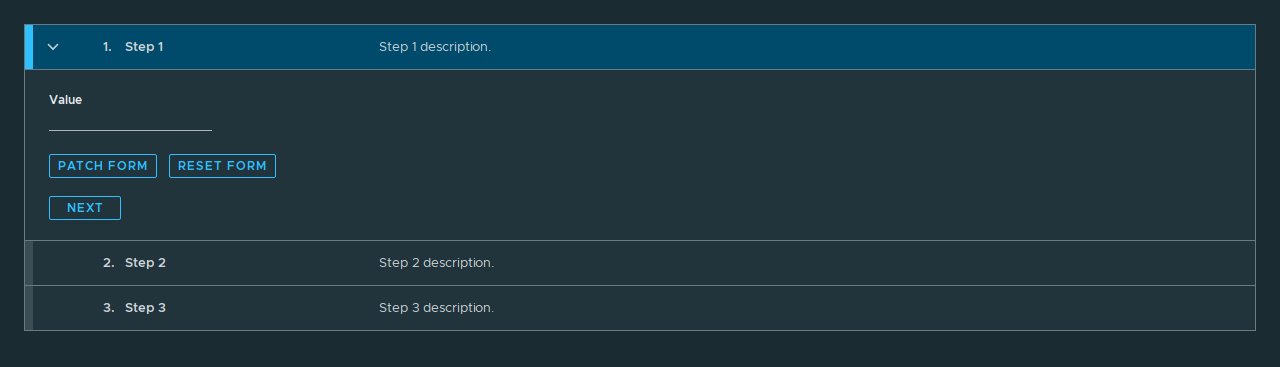 1. Step 1 Step 1 description.
Value
PATCH FORM RESET FORM
NEXT
2. Step 2 Step 2 description.
3. Step 3 Step 3 description.